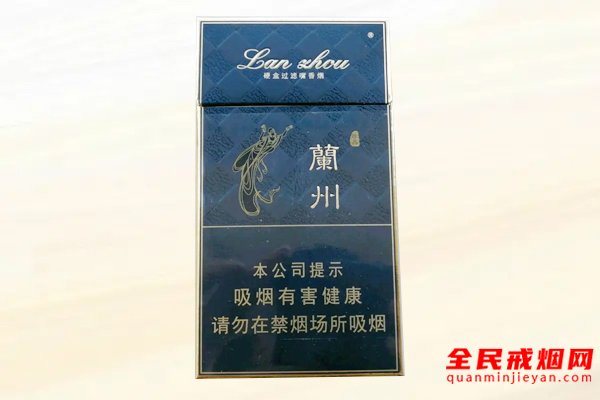 Lan zhou
®
硬盒过滤嘴香烟
蘭州
本公司提示
吸烟有害健康
请勿在禁烟场所吸烟
全民戒烟网
quanminjieyan.com